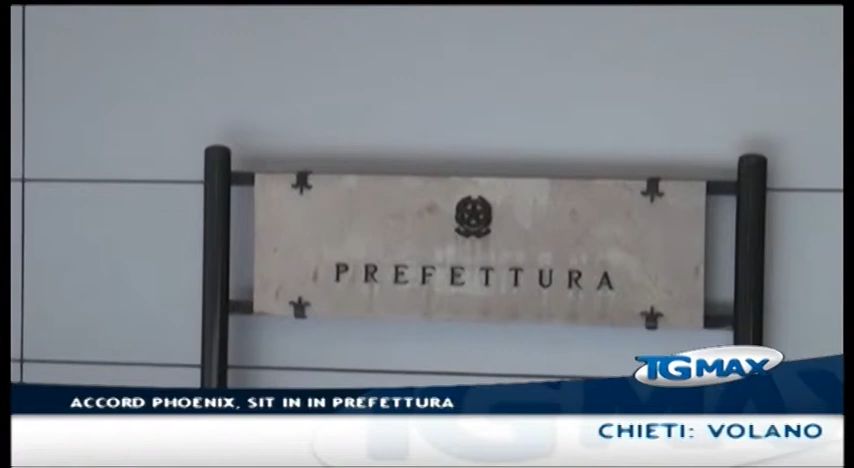 PREFETTURA
TGMAX
ACCORD PHOENIX, SIT IN IN PREFETTURA
CHIETI: VOLANO